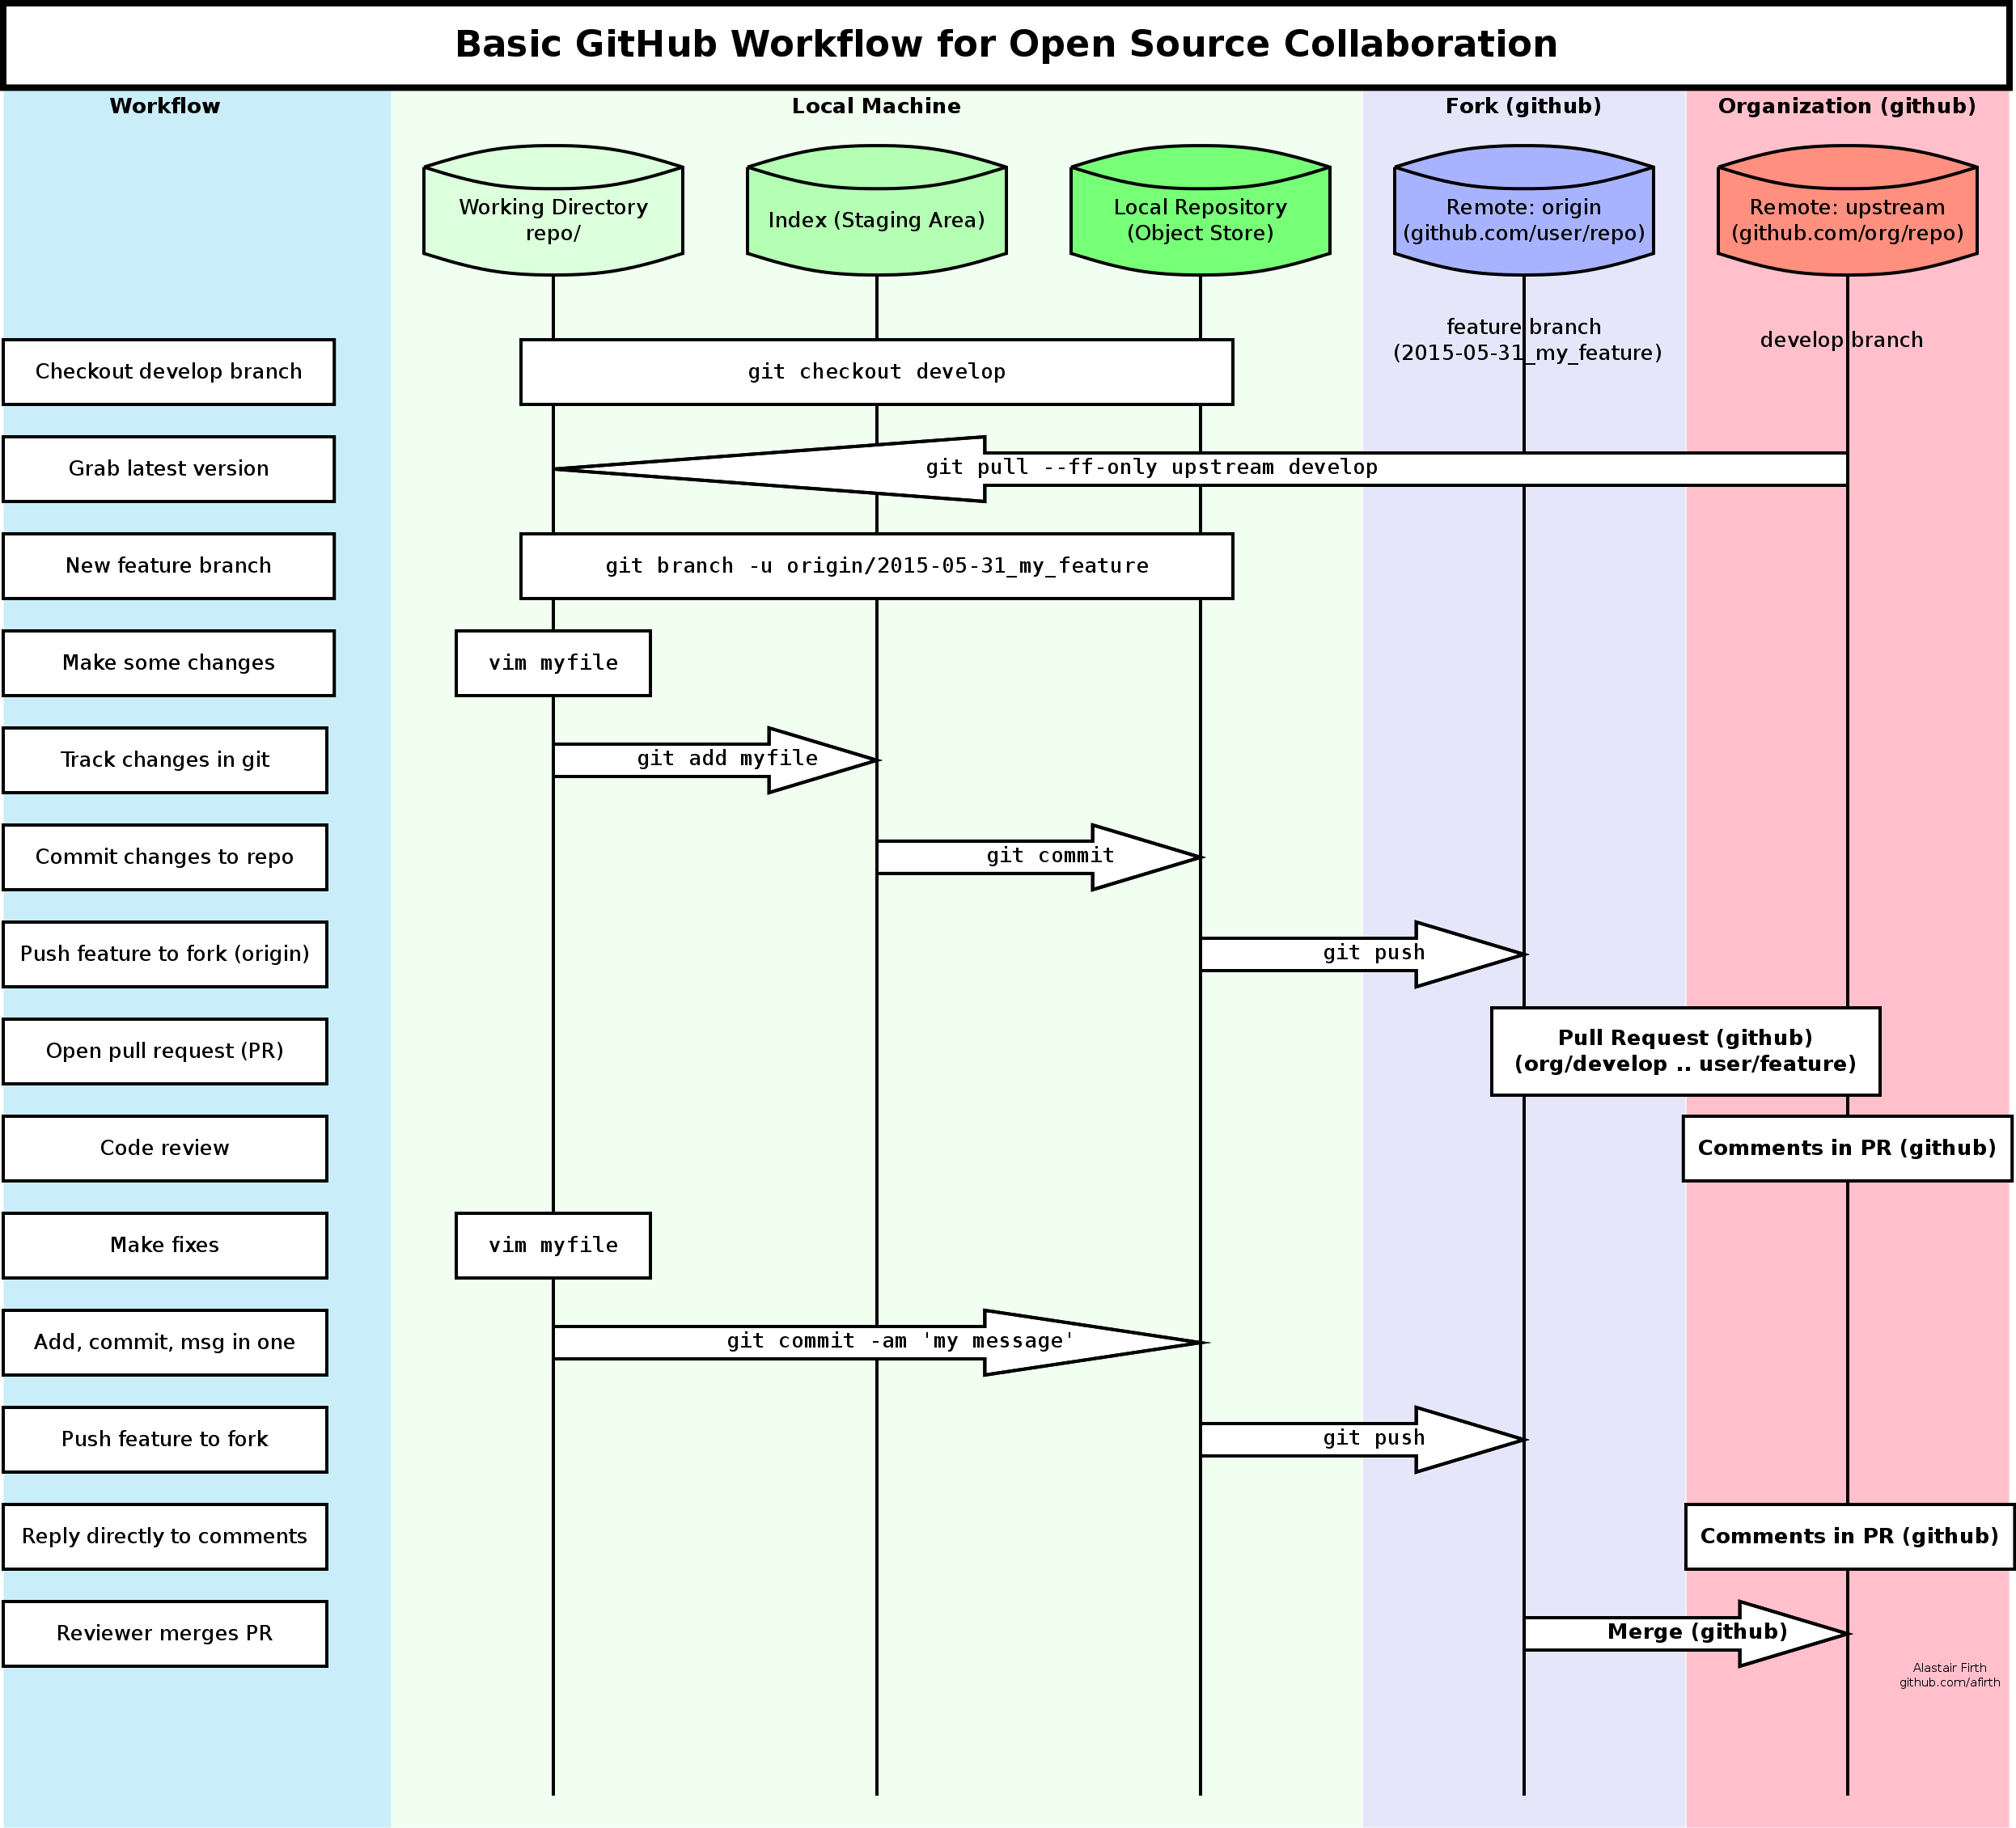 Basic GitHub Workflow for Open Source Collaboration
Workflow
Local Machine
Fork (github)
Organization (github)
Working Directory
repo/
Index (Staging Area)
Local Repository
(Object Store)
Remote: origin
(github.com/user/repo)
Remote: upstream
(github.com/org/repo)
feature branch
(2015-05-31_my_feature)
develop branch
Checkout develop branch
git checkout develop
Grab latest version
git pull --ff-only upstream develop
New feature branch
git branch -u origin/2015-05-31_my_feature
Make some changes
vim myfile
Track changes in git
git add myfile
Commit changes to repo
git commit
Push feature to fork (origin)
git push
Open pull request (PR)
Pull Request (github)
(org/develop .. user/feature)
Code review
Comments in PR (github)
Make fixes
vim myfile
Add, commit, msg in one
git commit -am 'my message'
Push feature to fork
git push
Reply directly to comments
Comments in PR (github)
Reviewer merges PR
Merge (github)
Alastair Firth
github.com/afirth